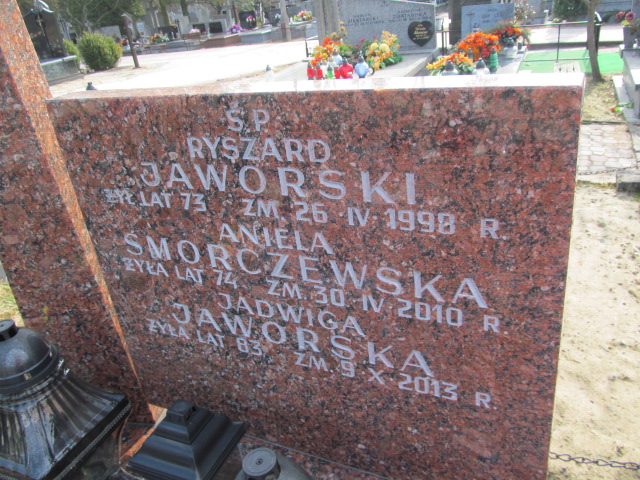 Ś.P.
RYSZARD
JAWORSKI
ŻYŁ LAT 73 ZM. 26 IV 1998 R.
ANIELA
SMORCZEWSKA
ŻYŁA LAT 74 ZM. 30 IV 2010 R.
JADWIGA
JAWORSKA
ŻYŁA LAT 83 ZM. 9 X 2013 R.